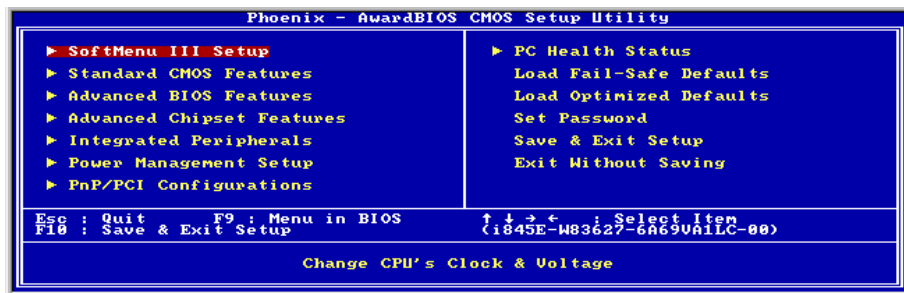 Phoenix - AwardBIOS CMOS Setup Utility
► SoftMenu III Setup
► Standard CMOS Features
► Advanced BIOS Features
► Advanced Chipset Features
► Integrated Peripherals
► Power Management Setup
► PnP/PCI Configurations
► PC Health Status
Load Fail-Safe Defaults
Load Optimized Defaults
Set Password
Save & Exit Setup
Exit Without Saving
Esc : Quit F9 : Menu in BIOS ↑ ↓ → ← : Select Item
F10 : Save & Exit Setup (i845E-W83627-6A69VA1LC-00)
Change CPU's Clock & Voltage